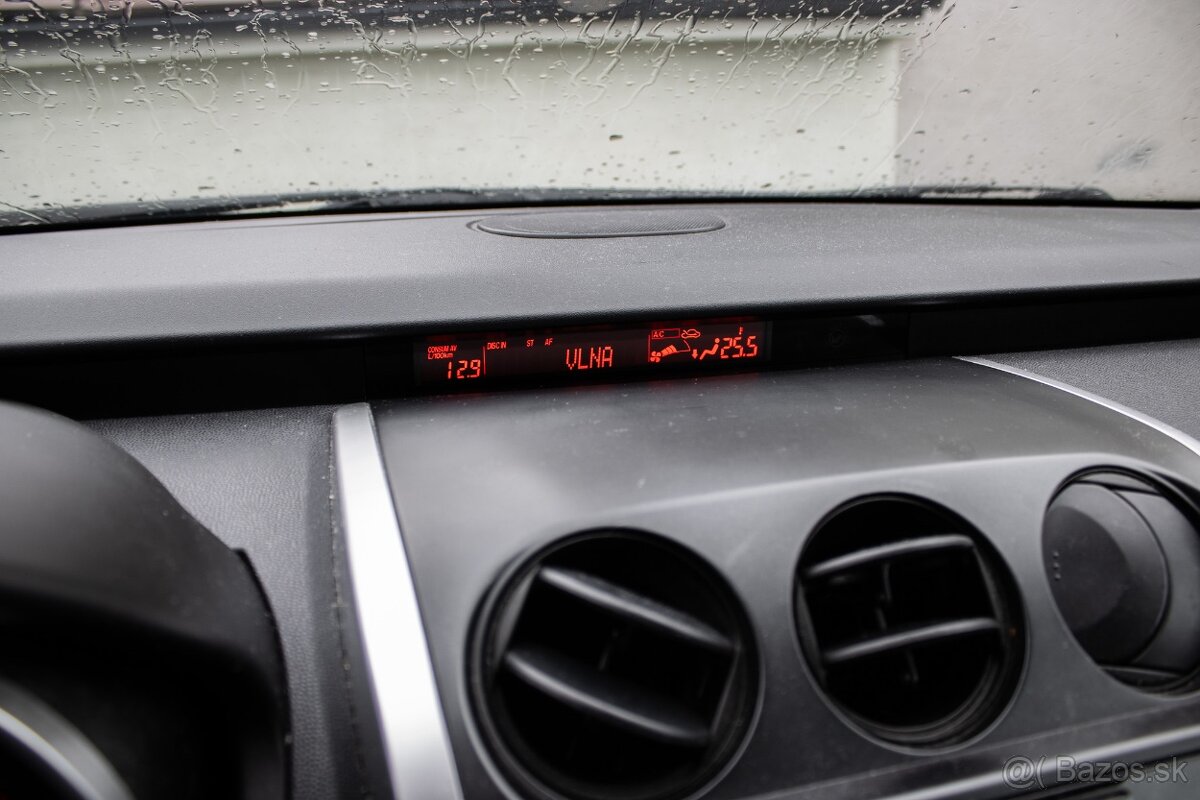 CONSUM AV
L/100km
12.9
DISC IN ST AF
VLNA
A/C
25.5
@( Bazos.sk